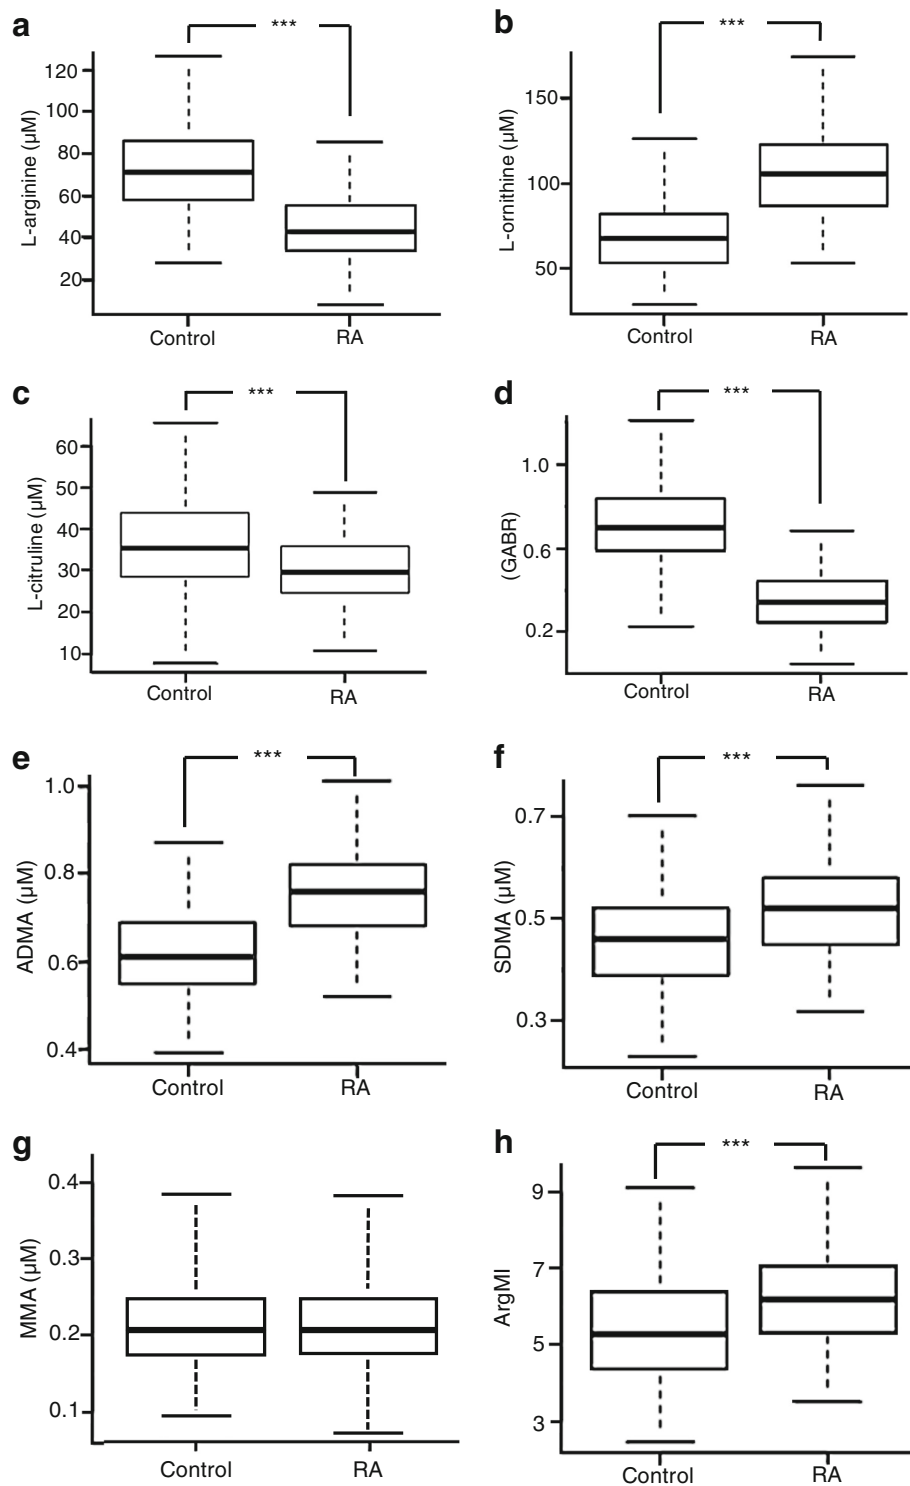 a
***
L-arginine (µM)
120
100
80
60
40
20
Control
RA
b
***
L-ornithine (µM)
150
100
50
Control
RA
c
***
L-citruline (µM)
60
50
40
30
20
10
Control
RA
d
***
(GABR)
1.0
0.6
0.2
Control
RA
e
***
ADMA (µM)
1.0
0.8
0.6
0.4
Control
RA
f
***
SDMA (µM)
0.7
0.5
0.3
Control
RA
g
MMA (µM)
0.4
0.3
0.2
0.1
Control
RA
h
***
ArgMI
9
7
5
3
Control
RA